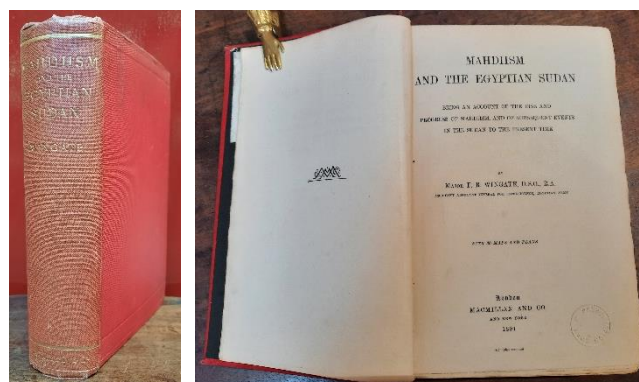 MAHDIISM
AND THE
EGYPTIAN
SUDAN
WINGATE
MAHDIISM
AND THE EGYPTIAN SUDAN
BEING AN ACCOUNT OF THE RISE AND
PROGRESS OF MAHDIISM, AND OF SUBSEQUENT EVENTS
IN THE SUDAN TO THE PRESENT TIME
BY
MAJOR F. R. WINGATE, D.S.O., R.A.
WITH 30 MAPS AND PLANS
London
MACMILLAN AND CO
AND NEW YORK
1891